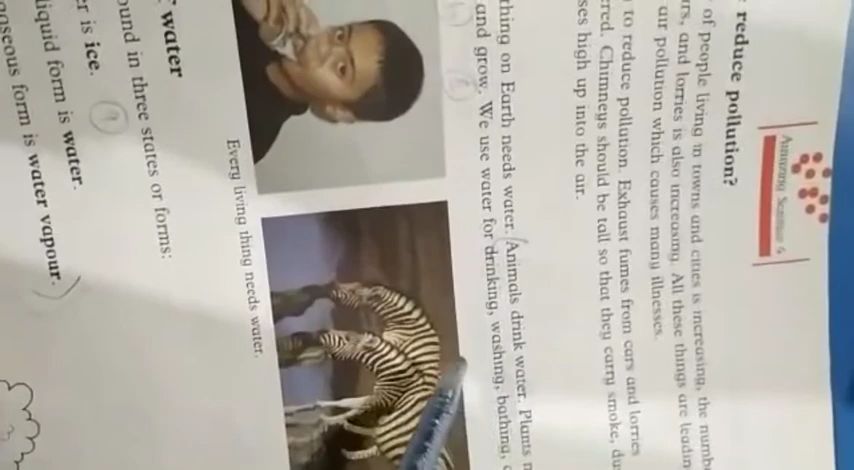 Amazing Science 4
reduce pollution?
of people living in towns and cities is increasing, the numb
rs, and lorries is also increasing. All these things are leadin
air pollution which causes many illnesses.
to reduce pollution. Exhaust fumes from cars and lorries
red. Chimneys should be tall so that they carry smoke, du
ses high up into the air.
thing on Earth needs water. Animals drink water. Plants n
and grow. We use water for drinking, washing, bathing, c
Every living thing needs water.
f water
ound in three states or forms:
er is ice.
liquid form is water.
aseous form is water vapour.